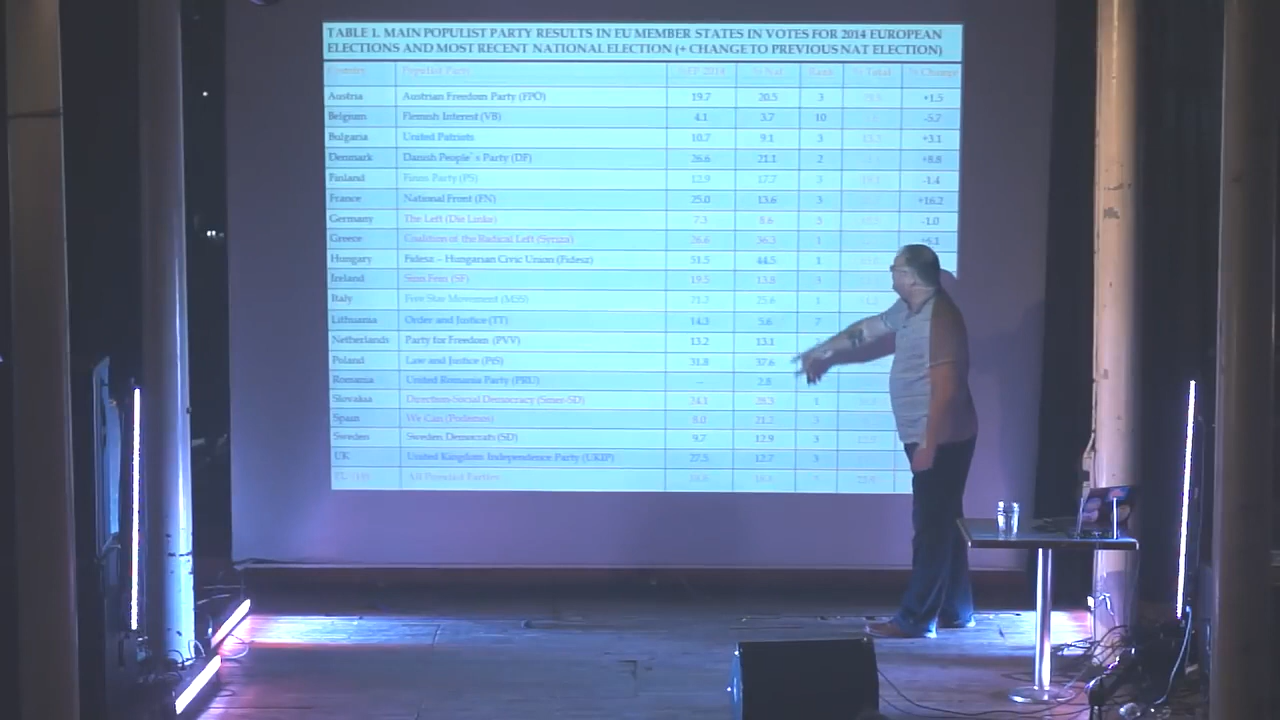 TABLE 1. MAIN POPULIST PARTY RESULTS IN EU MEMBER STATES IN VOTES FOR 2014 EUROPEAN
ELECTIONS AND MOST RECENT NATIONAL ELECTION (+ CHANGE TO PREVIOUS NAT ELECTION)
Country Populist Party % EP 2014 % Nat Rank % Total % Change
Austria Austrian Freedom Party (FPÖ) 19.7 20.5 3 +1.5
Belgium Flemish Interest (VB) 4.1 3.7 10 -5.7
Bulgaria United Patriots 10.7 9.1 3 +3.1
Denmark Danish People's Party (DF) 26.6 21.1 2 +8.8
Finland Finns Party (PS) 12.9 17.7 3 -1.4
France National Front (FN) 25.0 13.6 3 +16.2
Germany The Left (Die Linke) 7.3 8.6 5 -1.0
Greece Coalition of the Radical Left (Syriza) 26.6 36.3 1
Hungary Fidesz – Hungarian Civic Union (Fidesz) 51.5 44.5 1
Ireland Sinn Fein (SF) 19.5 13.8 3
Italy Five Star Movement (M5S) 25.6 1
Lithuania Order and Justice (TT) 14.3 5.6 7
Netherlands Party for Freedom (PVV) 13.2 13.1
Poland Law and Justice (PiS) 31.8 37.6
Romania United Romania Party (PRU) -- 2.8
Slovakia Direction-Social Democracy (Smer-SD) 24.1 28.3 1
Spain We Can (Podemos) 8.0 21.2 3
Sweden Sweden Democrats (SD) 9.7 12.9 3
UK United Kingdom Independence Party (UKIP) 27.5 12.7 3
All Populist Parties